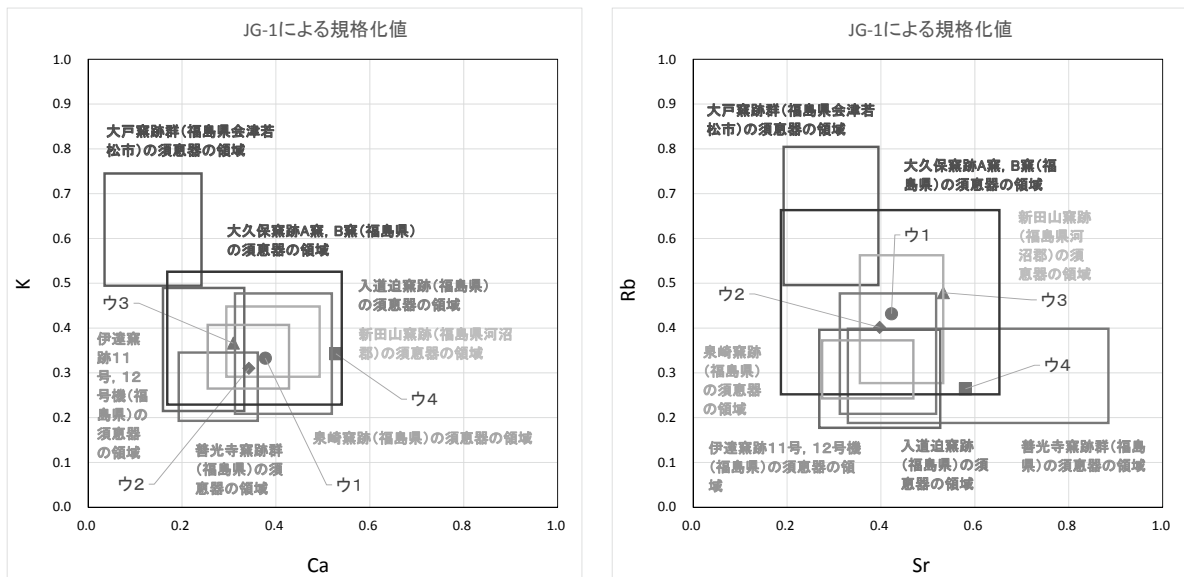 JG-1による規格化値
1.0
0.9
0.8
0.7
0.6
0.5
0.4
0.3
0.2
0.1
0.0
K
大戸窯跡群(福島県会津若
松市)の須恵器の領域
大久保窯跡A窯, B窯(福島県)
の須恵器の領域
ウ3
入道迫窯跡(福島県)
の須恵器の領域
伊達窯
跡11
号, 12
号機(福
島県)の
須恵器
の領域
新田山窯跡(福島県河沼
郡)の須恵器の領域
ウ4
泉崎窯跡(福島県)の須恵器の領域
善光寺窯跡群
(福島県)の須
恵器の領域
ウ2
ウ1
0.0
0.2
0.4
0.6
0.8
1.0
Ca
JG-1による規格化値
1.0
0.9
0.8
0.7
0.6
0.5
0.4
0.3
0.2
0.1
0.0
Rb
大戸窯跡群(福島県会津若
松市)の須恵器の領域
大久保窯跡A窯, B窯(福
島県)の須恵器の領域
新田山窯跡
(福島県河
沼郡)の須
恵器の領域
ウ1
ウ2
ウ3
泉崎窯跡
(福島県)
の須恵器の
領域
ウ4
伊達窯跡11号, 12号機
(福島県)の須恵器の領
域
入道迫窯跡
(福島県)の須
恵器の領域
善光寺窯跡群(福島
県)の須恵器の領域
0.0
0.2
0.4
0.6
0.8
1.0
Sr